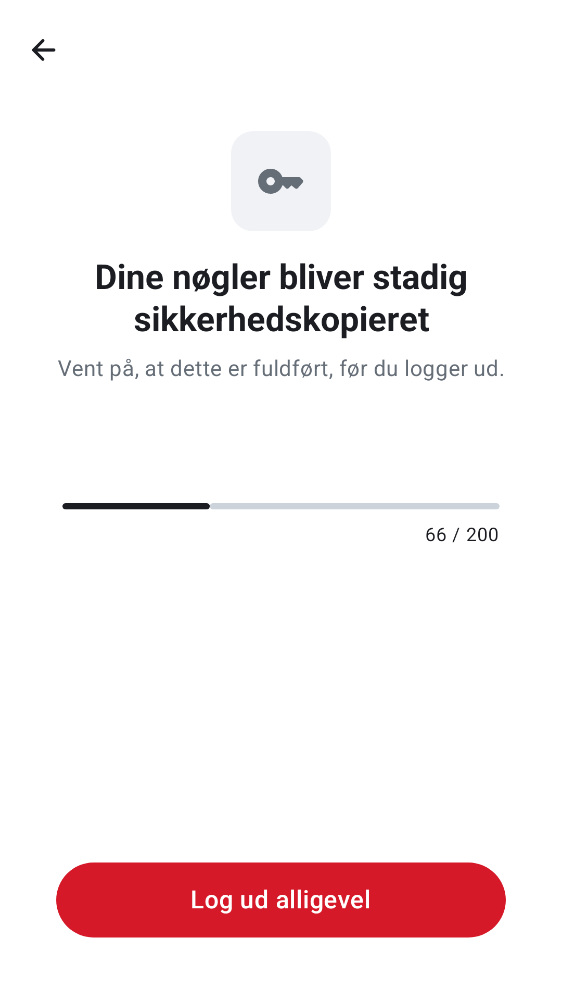 Dine nøgler bliver stadig
sikkerhedskopieret
Vent på, at dette er fuldført, før du logger ud.
66 / 200
Log ud alligevel